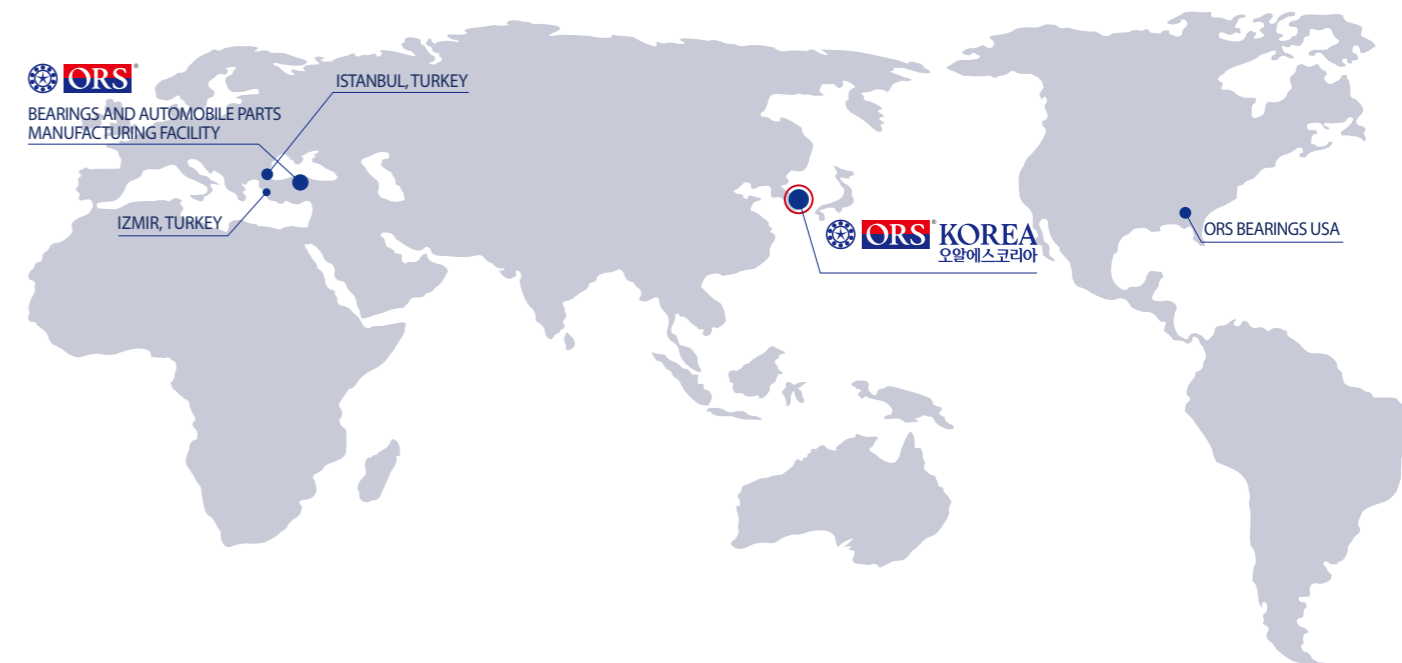 ORS®
BEARINGS AND AUTOMOBILE PARTS
MANUFACTURING FACILITY
ISTANBUL, TURKEY
IZMIR, TURKEY
ORS® KOREA
오알에스코리아
ORS BEARINGS USA